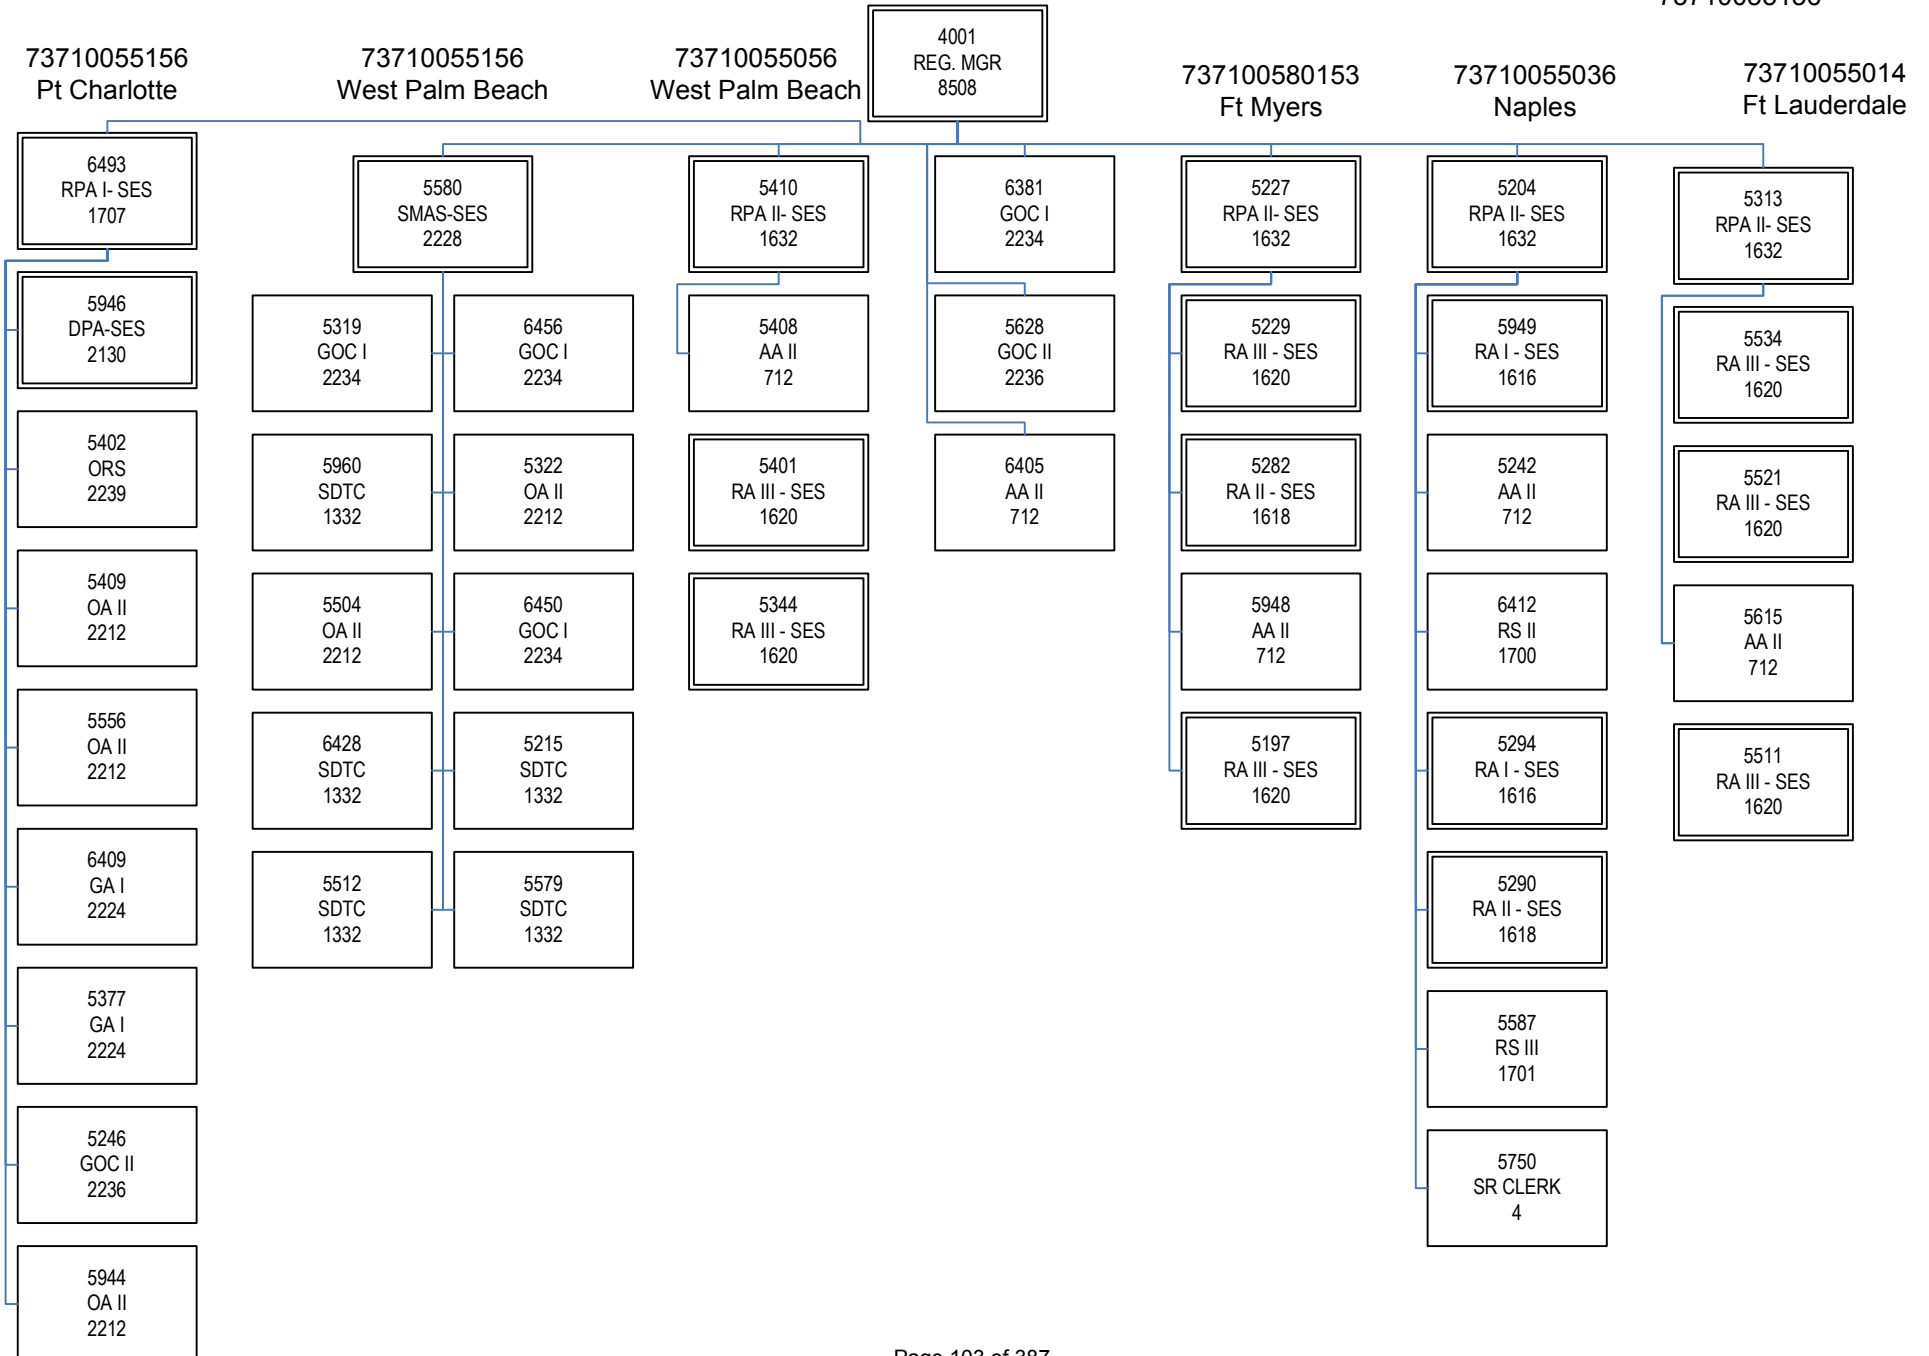 4001
REG. MGR
8508
73710055156
Pt Charlotte
73710055156
West Palm Beach
73710055056
West Palm Beach
737100580153
Ft Myers
73710055036
Naples
73710055014
Ft Lauderdale
6493
RPA I- SES
1707
5946
DPA-SES
2130
5402
ORS
2239
5409
OA II
2212
5556
OA II
2212
6409
GA I
2224
5377
GA I
2224
5246
GOC II
2236
5944
OA II
2212
5580
SMAS-SES
2228
5319
GOC I
2234
6456
GOC I
2234
5960
SDTC
1332
5322
OA II
2212
5504
OA II
2212
6450
GOC I
2234
6428
SDTC
1332
5215
SDTC
1332
5512
SDTC
1332
5579
SDTC
1332
5410
RPA II- SES
1632
5408
AA II
712
5401
RA III - SES
1620
5344
RA III - SES
1620
6381
GOC I
2234
5628
GOC II
2236
6405
AA II
712
5227
RPA II- SES
1632
5229
RA III - SES
1620
5282
RA II - SES
1618
5948
AA II
712
5197
RA III - SES
1620
5204
RPA II- SES
1632
5949
RA I - SES
1616
5242
AA II
712
6412
RS II
1700
5294
RA I - SES
1616
5290
RA II - SES
1618
5587
RS III
1701
5750
SR CLERK
4
5313
RPA II- SES
1632
5534
RA III - SES
1620
5521
RA III - SES
1620
5615
AA II
712
5511
RA III - SES
1620
Page 103 of 387